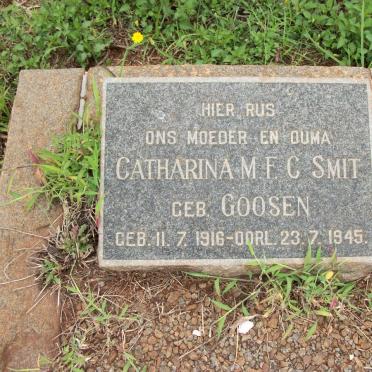 HIER RUS
ONS MOEDER EN OUMA
CATHARINA M. F. C SMIT
GEB. GOOSEN
GEB. 11. 7. 1916-OORL. 23. 7. 1945.